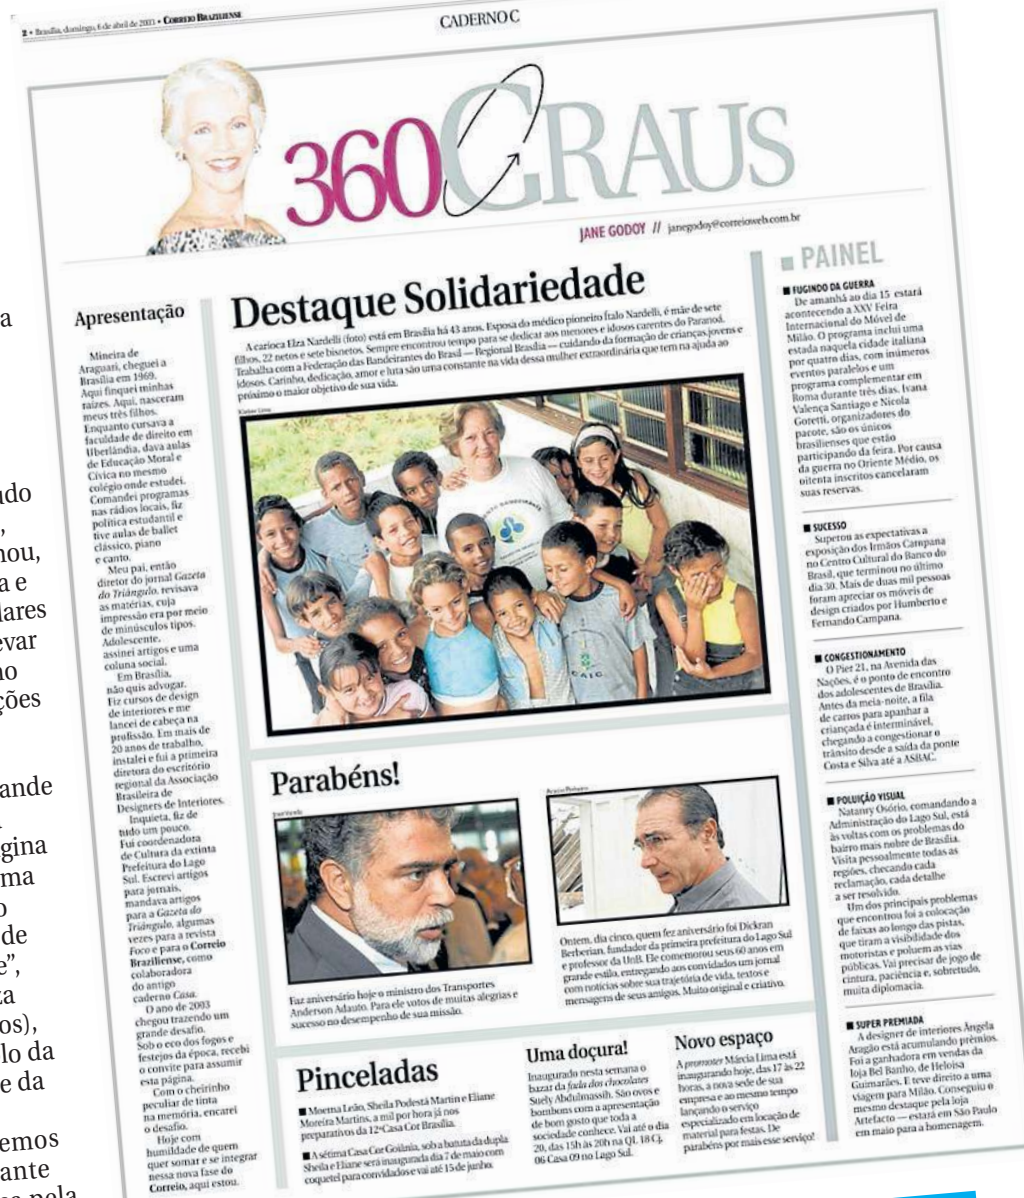 2 • Brasília, domingo, 6 de abril de 2003 • CORREIO BRAZILIENSE
CADERNO C
360 GRAUS
JANE GODOY // janegodoy@correioweb.com.br
Apresentação
Mineira de
Araguari, cheguei a
Brasília em 1969.
Aqui finquei minhas
raízes. Aqui, nasceram
meus três filhos.
Enquanto cursava a
faculdade de direito em
Uberlândia, dava aulas
de Educação Moral e
Cívica no mesmo
colégio onde estudei.
Comandei programas
nas rádios locais, fiz
política estudantil e
tive aulas de ballet
clássico, piano
e canto.
Meu pai, então
diretor do jornal Gazeta
do Triângulo, revisava
as matérias, cuja
impressão era por meio
de minúsculos tipos.
Adolescente,
assinei artigos e uma
coluna social.
Em Brasília,
não quis advogar.
Fiz cursos de design
de interiores e me
lancei de cabeça na
profissão. Em mais de
20 anos de trabalho,
instalei e fui a primeira
diretora do escritório
regional da Associação
Brasileira de
Designers de Interiores.
Inquieta, fiz de
tudo um pouco.
Fui coordenadora
de Cultura da extinta
Prefeitura do Lago
Sul. Escrevi artigos
para jornais,
mandava artigos
para a Gazeta do
Triângulo, algumas
vezes para a revista
Foco e para o Correio
Braziliense, como
colaboradora
do antigo
caderno Casa.
O ano de 2003
chegou trazendo um
grande desafio.
Sob o eco dos fogos e
festejos da época, recebi
o convite para assumir
esta página.
Com o cheirinho
peculiar de tinta
na memória, encarei
o desafio.
Hoje com
humildade de quem
quer somar e se integrar
nessa nova fase do
Correio, aqui estou.
Destaque Solidariedade
A carioca Elza Nardelli (foto) está em Brasília há 43 anos. Esposa do médico pioneiro Ítalo Nardelli, é mãe de sete
filhos, 22 netos e sete bisnetos. Sempre encontrou tempo para se dedicar aos menores e idosos carentes do Paranoá.
Trabalha com a Federação das Bandeirantes do Brasil — Regional Brasília — cuidando da formação de crianças, jovens e
idosos. Carinho, dedicação, amor e luta são uma constante na vida dessa mulher extraordinária que tem na ajuda ao
próximo o maior objetivo de sua vida.
CAIC
Parabéns!
Faz aniversário hoje o ministro dos Transportes
Anderson Adauto. Para ele votos de muitas alegrias e
sucesso no desempenho de sua missão.
Ontem, dia cinco, quem fez aniversário foi Dickran
Berberian, fundador da primeira prefeitura do Lago Sul
e professor da UnB. Ele comemorou seus 60 anos em
grande estilo, entregando aos convidados um jornal
com notícias sobre sua trajetória de vida, textos e
mensagens de seus amigos. Muito original e criativo.
Pinceladas
■ Moema Leão, Sheila Podestá Martin e Eliane
Moreira Martins, a mil por hora já nos
preparativos da 12ª Casa Cor Brasília.
■ A sétima Casa Cor Goiânia, sob a batuta da dupla
Sheila e Eliane será inaugurada dia 7 de maio com
coquetel para convidados e vai até 15 de junho.
Uma doçura!
Inaugurado nesta semana o
bazar da fada dos chocolates
Suely Abdulmassih. São ovos e
bombons com a apresentação
de bom gosto que toda a
sociedade conhece. Vai até o dia
20, das 15h às 20h na QL 18 Cj.
06 Casa 09 no Lago Sul.
Novo espaço
A promoter Márcia Lima está
inaugurando hoje, das 17 às 22
horas, a nova sede de sua
empresa e ao mesmo tempo
lançando o serviço
especializado em locação de
material para festas. De
parabéns por mais esse serviço!
PAINEL
■ FUGINDO DA GUERRA
De amanhã ao dia 15 estará
acontecendo a XXV Feira
Internacional do Móvel de
Milão. O programa inclui uma
estada naquela cidade italiana
por quatro dias, com inúmeros
eventos paralelos e um
programa complementar em
Roma durante três dias. Ivana
Valença Santiago e Nicola
Goretti, organizadores do
pacote, são os únicos
brasilienses que estão
participando da feira. Por causa
da guerra no Oriente Médio, os
oitenta inscritos cancelaram
suas reservas.
■ SUCESSO
Superou as expectativas a
exposição dos Irmãos Campana
no Centro Cultural do Banco do
Brasil, que terminou no último
dia 30. Mais de duas mil pessoas
foram apreciar os móveis de
design criados por Humberto e
Fernando Campana.
■ CONGESTIONAMENTO
O Pier 21, na Avenida das
Nações, é o ponto de encontro
dos adolescentes de Brasília.
Antes da meia-noite, a fila
de carros para apanhar a
criançada é interminável,
chegando a congestionar o
trânsito desde a saída da ponte
Costa e Silva até a ASBAC.
■ POLUIÇÃO VISUAL
Natanry Osório, comandando a
Administração do Lago Sul, está
às voltas com os problemas do
bairro mais nobre de Brasília.
Visita pessoalmente todas as
regiões, checando cada
reclamação, cada detalhe
a ser resolvido.
Um dos principais problemas
que encontrou foi a colocação
de faixas ao longo das pistas,
que tiram a visibilidade dos
motoristas e poluem as vias
públicas. Vai precisar de jogo de
cintura, paciência e, sobretudo,
muita diplomacia.
■ SUPER PREMIADA
A designer de interiores Ângela
Aragão está acumulando prêmios.
Foi a ganhadora em vendas da
loja Bel Banho, de Heloisa
Guimarães. E teve direito a uma
viagem para Milão. Conseguiu o
mesmo destaque pela loja
Artefacto — estará em São Paulo
em maio para a homenagem.